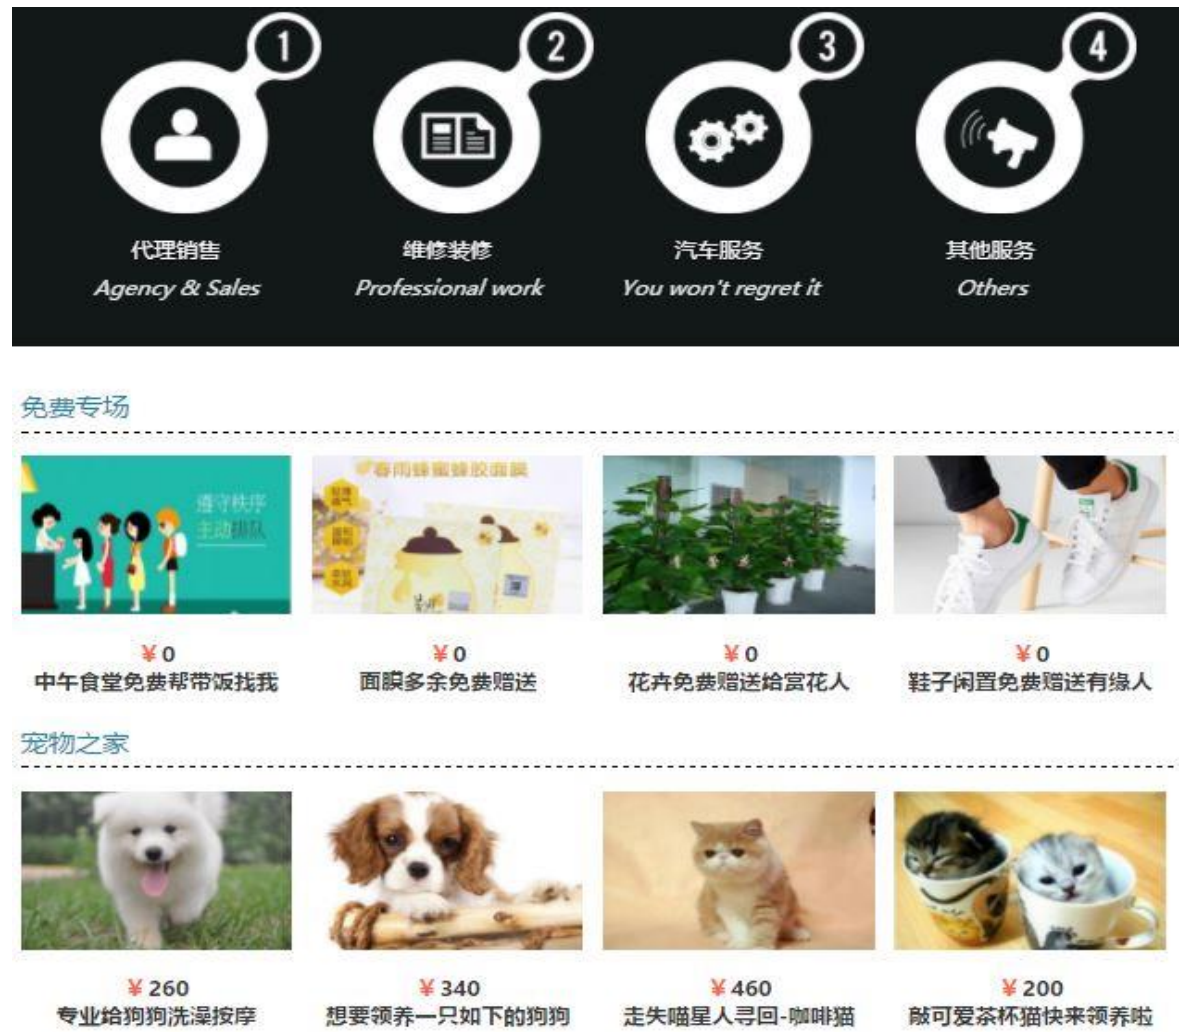 1
2
3
4
代理销售
维修装修
汽车服务
其他服务
Agency & Sales
Professional work
You won't regret it
Others
免费专场
遵守秩序
主动排队
春雨蜂蜜蜂胶面膜
¥ 0
¥ 0
¥ 0
¥ 0
中午食堂免费帮带饭找我
面膜多余免费赠送
花卉免费赠送给赏花人
鞋子闲置免费赠送有缘人
宠物之家
¥ 260
¥ 340
¥ 460
¥ 200
专业给狗狗洗澡按摩
想要领养一只如下的狗狗
走失喵星人寻回-咖啡猫
敲可爱茶杯猫快来领养啦